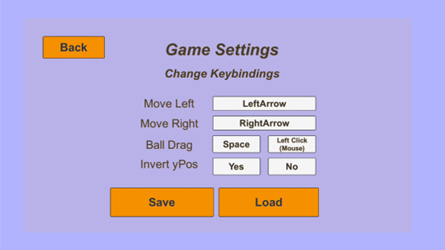 Back
Game Settings
Change Keybindings
Move Left LeftArrow
Move Right RightArrow
Ball Drag Space Left Click
(Mouse)
Invert yPos Yes No
Save Load